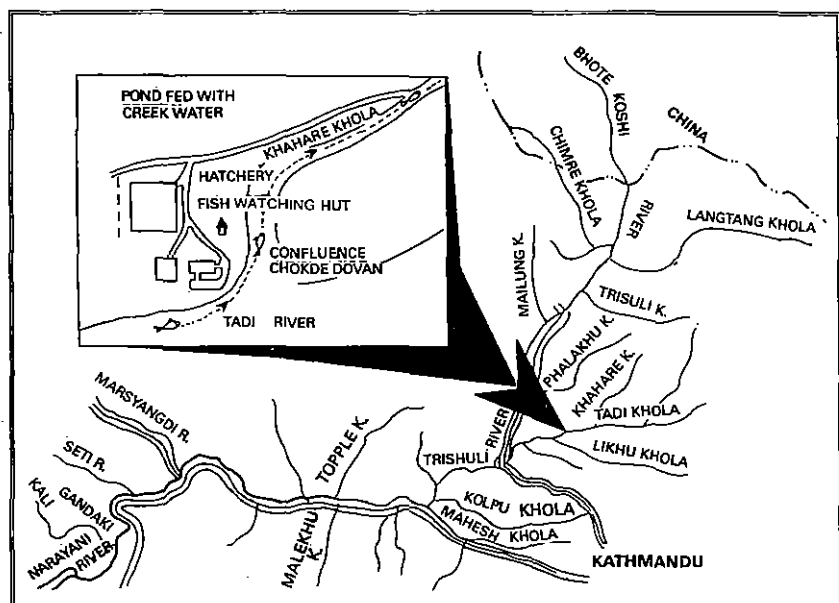 POND FED WITH
CREEK WATER
KHAHARE KHOLA
HATCHERY
FISH WATCHING HUT
CONFLUENCE
CHOKDE DOVAN
TADI RIVER
BHOTE KOSHI
CHINA
CHIMRE KHOLA
RIVER
LANGTANG KHOLA
MAILUNG K.
TRISULI K.
PHALAKHU K.
KHAHARE K.
TADI KHOLA
LIKHU KHOLA
MARSYANGDI R.
SETI R.
KALI
GANDAKI
NARAYANI
RIVER
TOPPLE K.
MALEKHU
K.
TRISHULI
RIVER
KOLPU KHOLA
MAHESH KHOLA
KATHMANDU